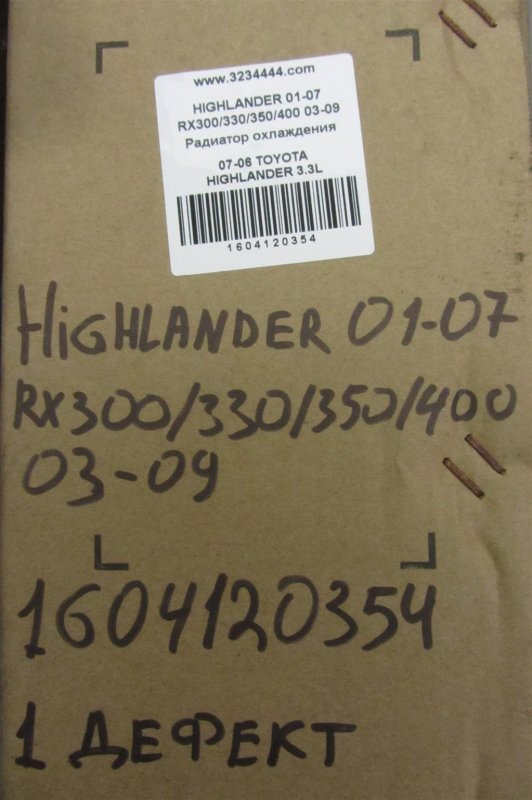 www.3234444.com
HIGHLANDER 01-07
RX300/330/350/400 03-09
Радиатор охлаждения
07-06 TOYOTA
HIGHLANDER 3.3L
1604120354
HiGHLANDER 01-07
RX300/330/350/400
03-09
1604120354
1 ДЕФЕКТ